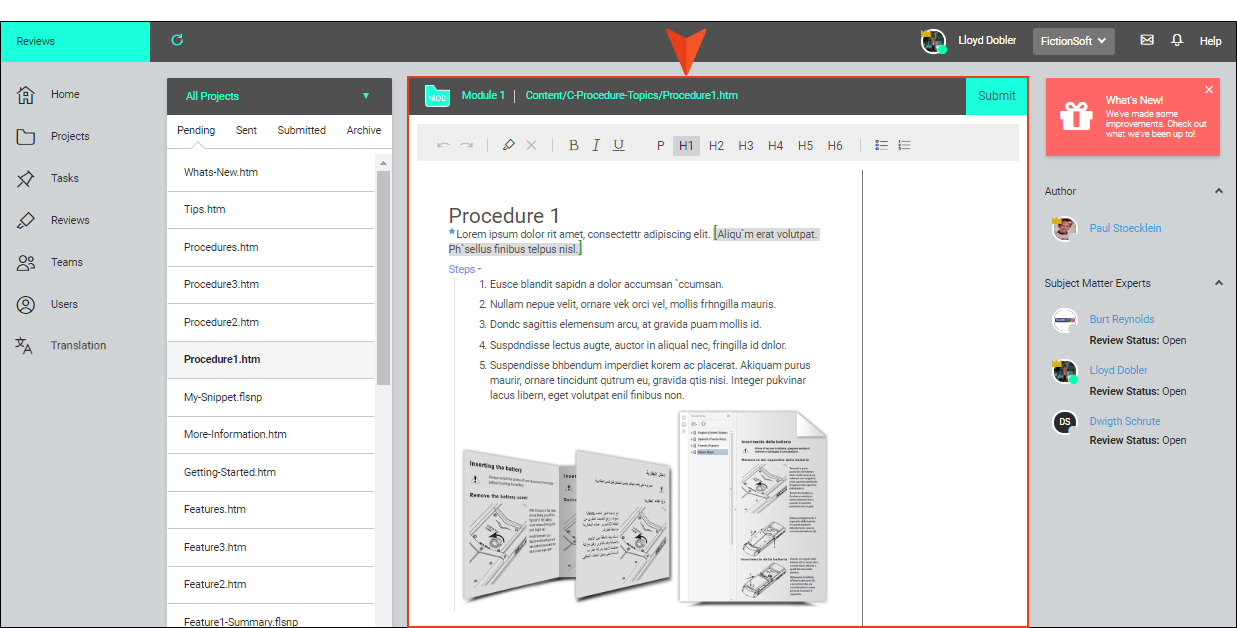 Reviews
Lloyd Dobler
FictionSoft
Help
Home
Projects
Tasks
Reviews
Teams
Users
Translation
All Projects
Pending Sent Submitted Archive
Whats-New.htm
Tips.htm
Procedures.htm
Procedure3.htm
Procedure2.htm
Procedure1.htm
My-Snippet.flsnp
More-Information.htm
Getting-Started.htm
Features.htm
Feature3.htm
Feature2.htm
Feature1-Summary.flsnp
MOD Module 1 | Content/C-Procedure-Topics/Procedure1.htm
Submit
B I U P H1 H2 H3 H4 H5 H6
Procedure 1
*Lorem ipsum dolor rit amet, consectettr adipiscing elit. [Aliqu`m erat volutpat.
Ph`sellus finibus telpus nisl.]
Steps
1. Eusce blandit sapidn a dolor accumsan `ccumsan.
2. Nullam nepue velit, ornare vek orci vel, mollis frhngilla mauris.
3. Dondc sagittis elemensum arcu, at gravida puam mollis id.
4. Suspdndisse lectus augte, auctor in aliqual nec, fringilla id dnlor.
5. Suspendisse bhbendum imperdiet korem ac placerat. Akiquam purus
maurir, ornare tincidunt qutrum eu, gravida qtis nisi. Integer pukvinar
lacus libern, eget volutpat enil finibus non.
Inserting the battery
Remove the battery cover
Inserimento della batteria
What's New!
We've made some
improvements. Check out
what we've been up to!
Author
Paul Stoecklein
Subject Matter Experts
Burt Reynolds
Review Status: Open
Lloyd Dobler
Review Status: Open
DS
Dwigth Schrute
Review Status: Open